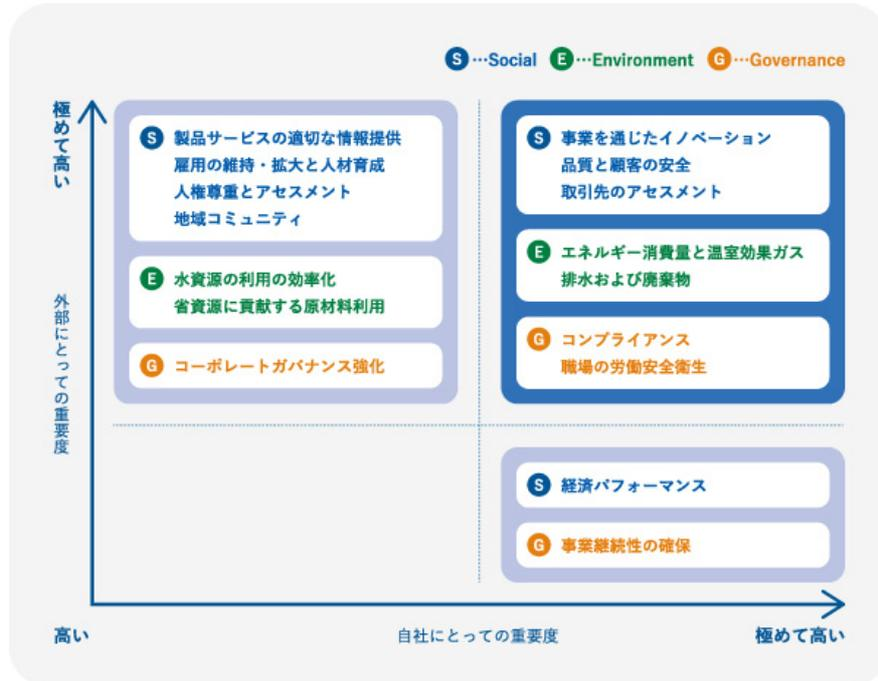 S…Social E…Environment G…Governance
極めて高い
外部にとっての重要度
S 製品サービスの適切な情報提供
雇用の維持・拡大と人材育成
人権尊重とアセスメント
地域コミュニティ
E 水資源の利用の効率化
省資源に貢献する原材料利用
G コーポレートガバナンス強化
S 事業を通じたイノベーション
品質と顧客の安全
取引先のアセスメント
E エネルギー消費量と温室効果ガス
排水および廃棄物
G コンプライアンス
職場の労働安全衛生
S 経済パフォーマンス
G 事業継続性の確保
高い
自社にとっての重要度
極めて高い